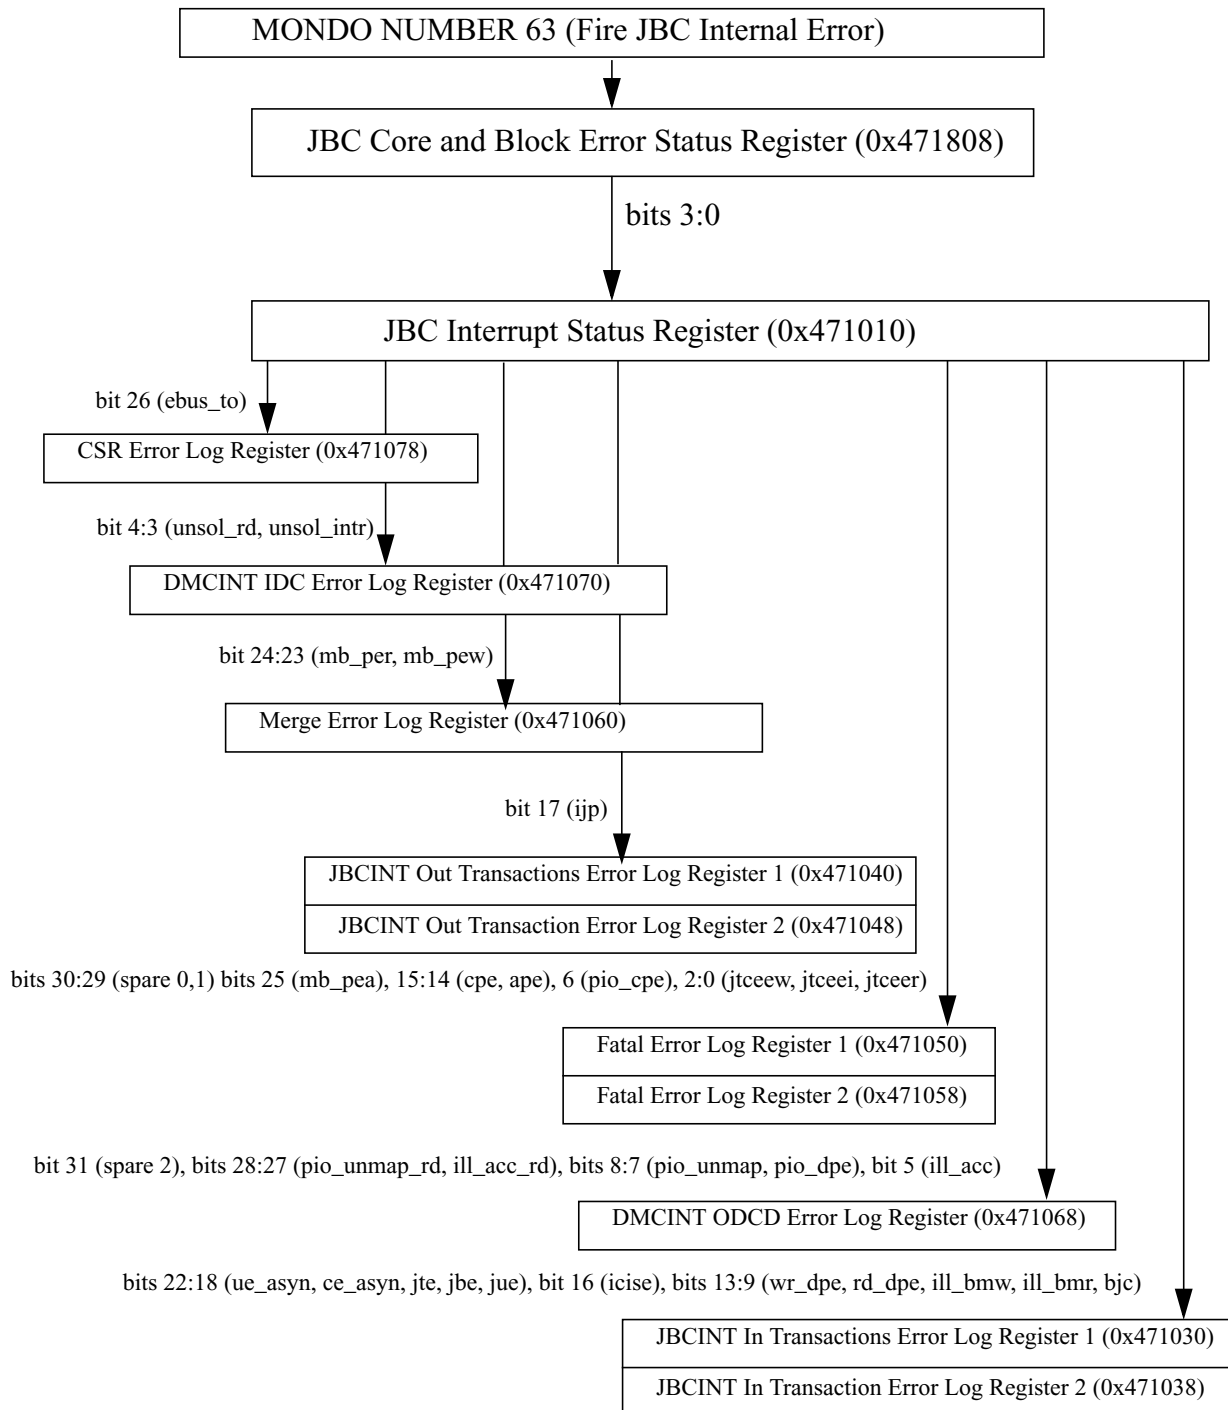 MONDO NUMBER 63 (Fire JBC Internal Error)
JBC Core and Block Error Status Register (0x471808)
bits 3:0
JBC Interrupt Status Register (0x471010)
bit 26 (ebus_to)
CSR Error Log Register (0x471078)
bit 4:3 (unsol_rd, unsol_intr)
DMCINT IDC Error Log Register (0x471070)
bit 24:23 (mb_per, mb_pew)
Merge Error Log Register (0x471060)
bit 17 (ijp)
JBCINT Out Transactions Error Log Register 1 (0x471040)
JBCINT Out Transaction Error Log Register 2 (0x471048)
bits 30:29 (spare 0,1) bits 25 (mb_pea), 15:14 (cpe, ape), 6 (pio_cpe), 2:0 (jtceew, jtceei, jtceer)
Fatal Error Log Register 1 (0x471050)
Fatal Error Log Register 2 (0x471058)
bit 31 (spare 2), bits 28:27 (pio_unmap_rd, ill_acc_rd), bits 8:7 (pio_unmap, pio_dpe), bit 5 (ill_acc)
DMCINT ODCD Error Log Register (0x471068)
bits 22:18 (ue_asyn, ce_asyn, jte, jbe, jue), bit 16 (icise), bits 13:9 (wr_dpe, rd_dpe, ill_bmw, ill_bmr, bjc)
JBCINT In Transactions Error Log Register 1 (0x471030)
JBCINT In Transaction Error Log Register 2 (0x471038)